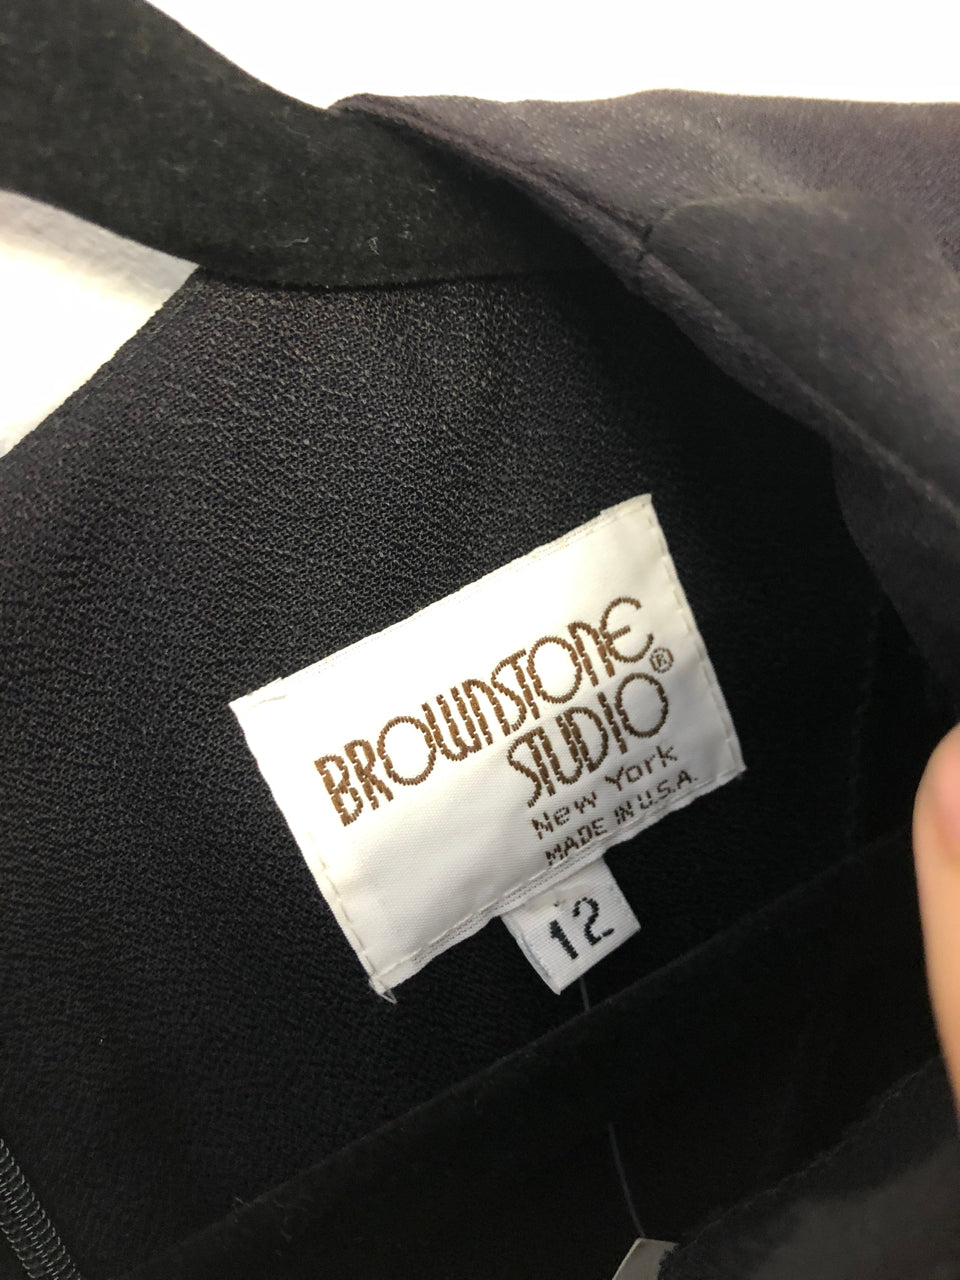 BROWNSTONE
STUDIO®
New York
MADE IN U.S.A.
12